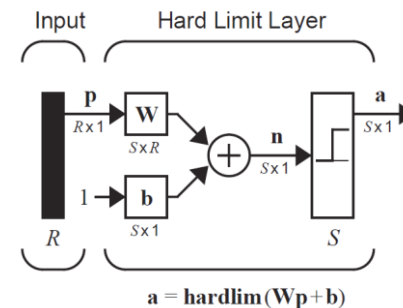 Input Hard Limit Layer
p W n a
R x 1 S x R S x 1 S x 1
1 b
S x 1
R S
a = hardlim(Wp+b)